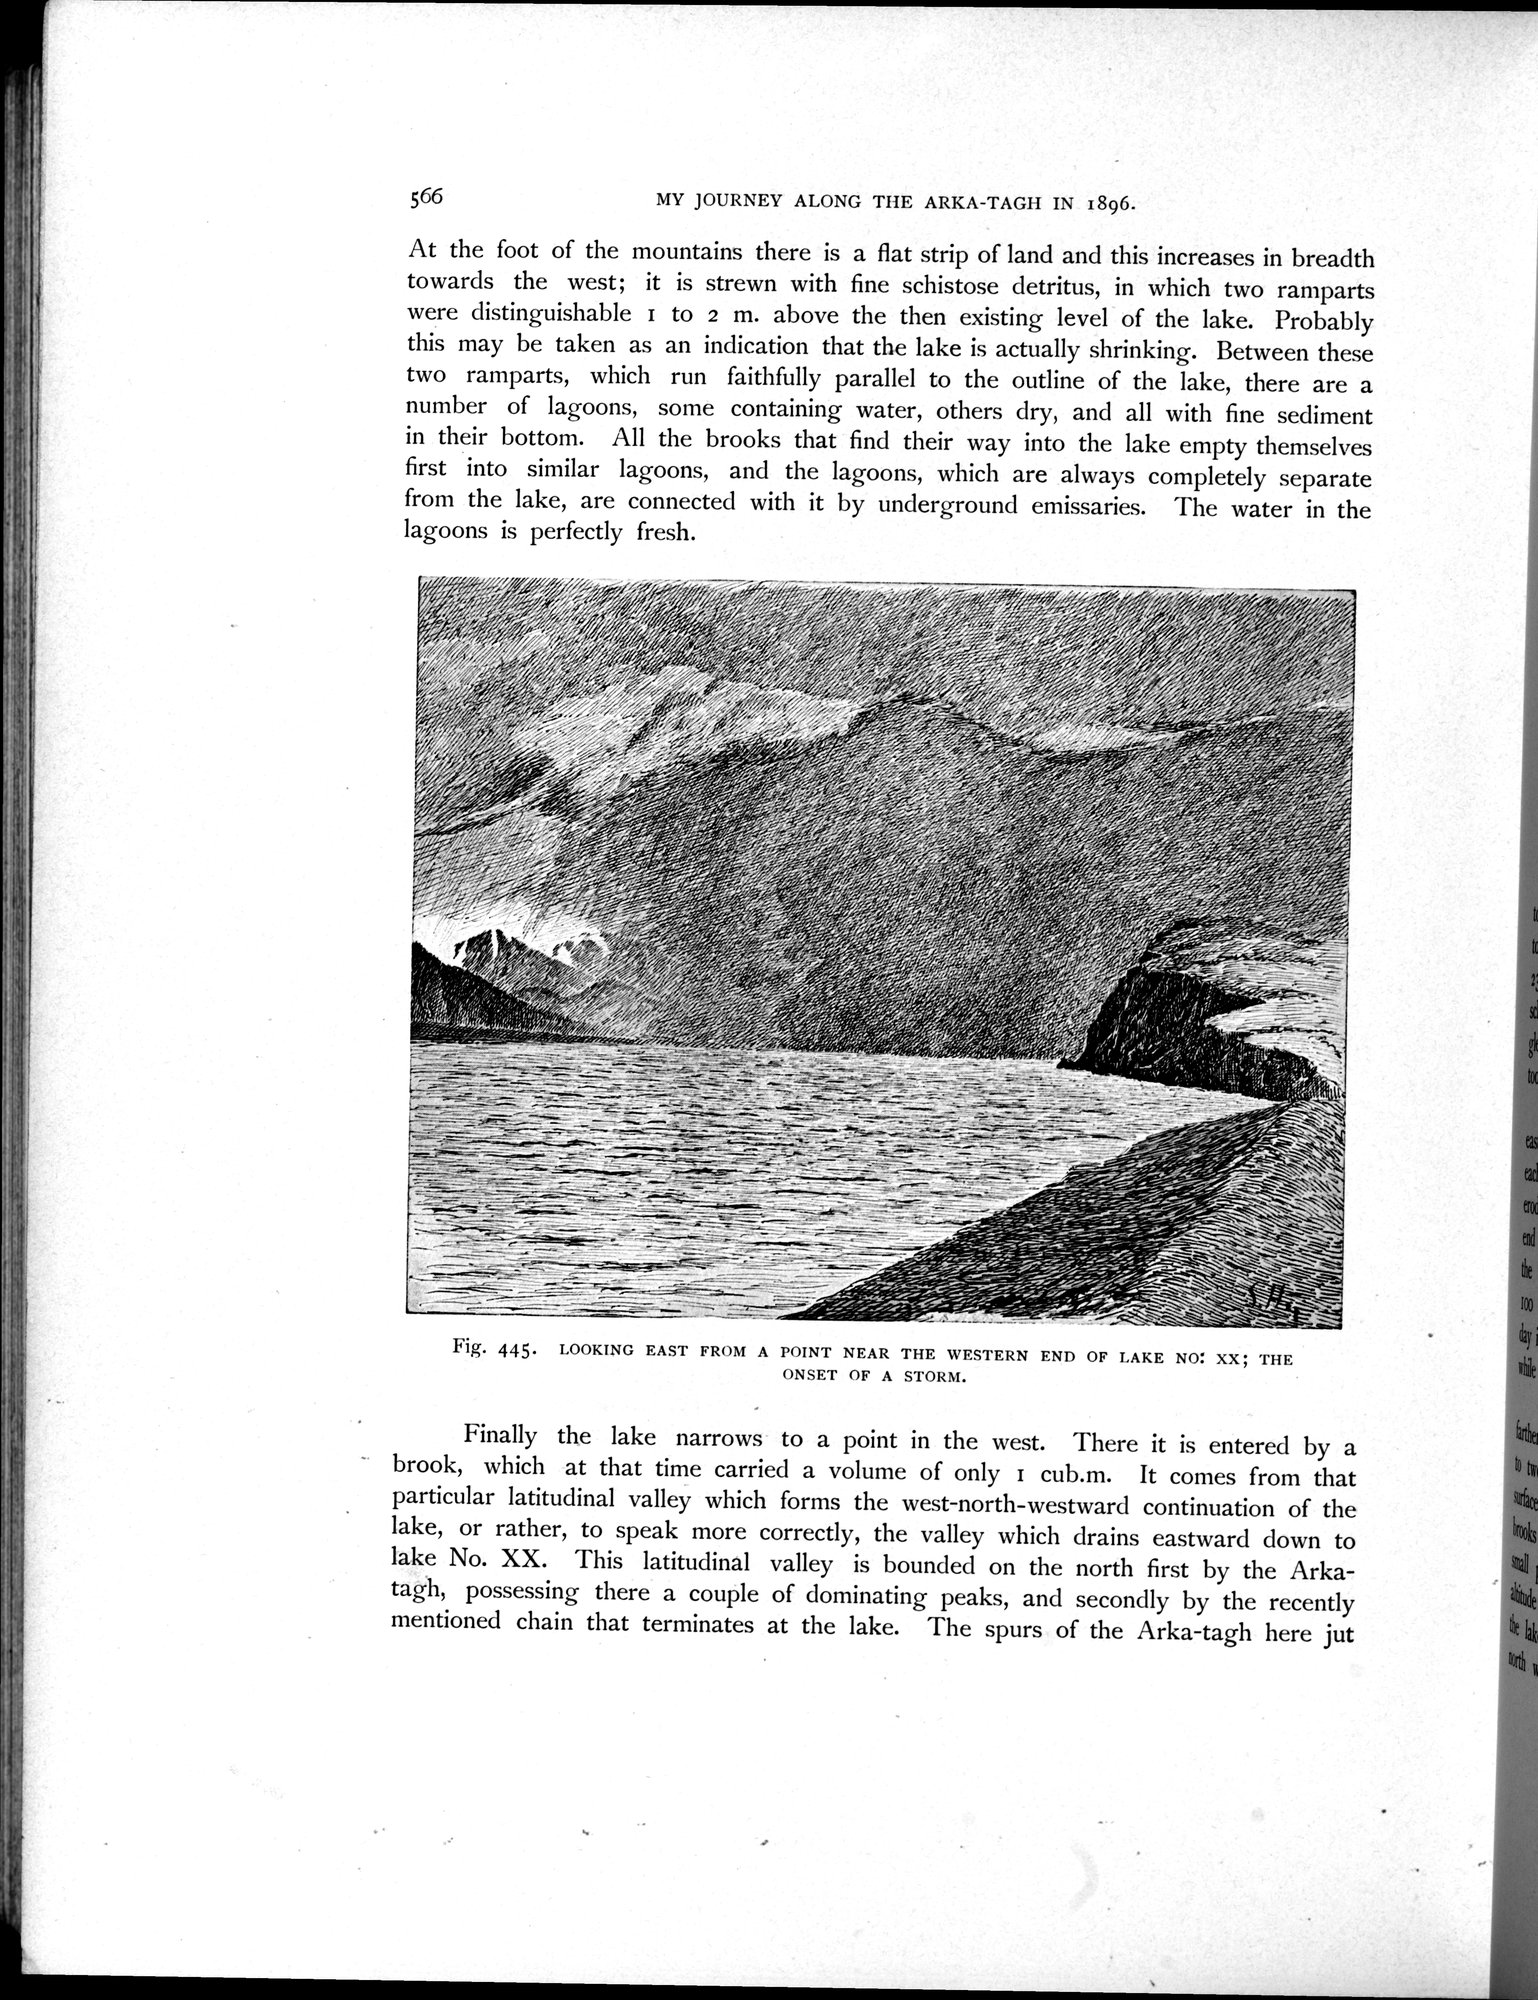 566
MY JOURNEY ALONG THE ARKA-TAGH IN 1896.
At the foot of the mountains there is a flat strip of land and this increases in breadth
towards the west; it is strewn with fine schistose detritus, in which two ramparts
were distinguishable 1 to 2 m. above the then existing level of the lake. Probably
this may be taken as an indication that the lake is actually shrinking. Between these
two ramparts, which run faithfully parallel to the outline of the lake, there are a
number of lagoons, some containing water, others dry, and all with fine sediment
in their bottom. All the brooks that find their way into the lake empty themselves
first into similar lagoons, and the lagoons, which are always completely separate
from the lake, are connected with it by underground emissaries. The water in the
lagoons is perfectly fresh.
S. H.
Fig. 445. LOOKING EAST FROM A POINT NEAR THE WESTERN END OF LAKE NO: XX; THE
ONSET OF A STORM.
Finally the lake narrows to a point in the west. There it is entered by a
brook, which at that time carried a volume of only 1 cub.m. It comes from that
particular latitudinal valley which forms the west-north-westward continuation of the
lake, or rather, to speak more correctly, the valley which drains eastward down to
lake No. XX. This latitudinal valley is bounded on the north first by the Arka-
tagh, possessing there a couple of dominating peaks, and secondly by the recently
mentioned chain that terminates at the lake. The spurs of the Arka-tagh here jut